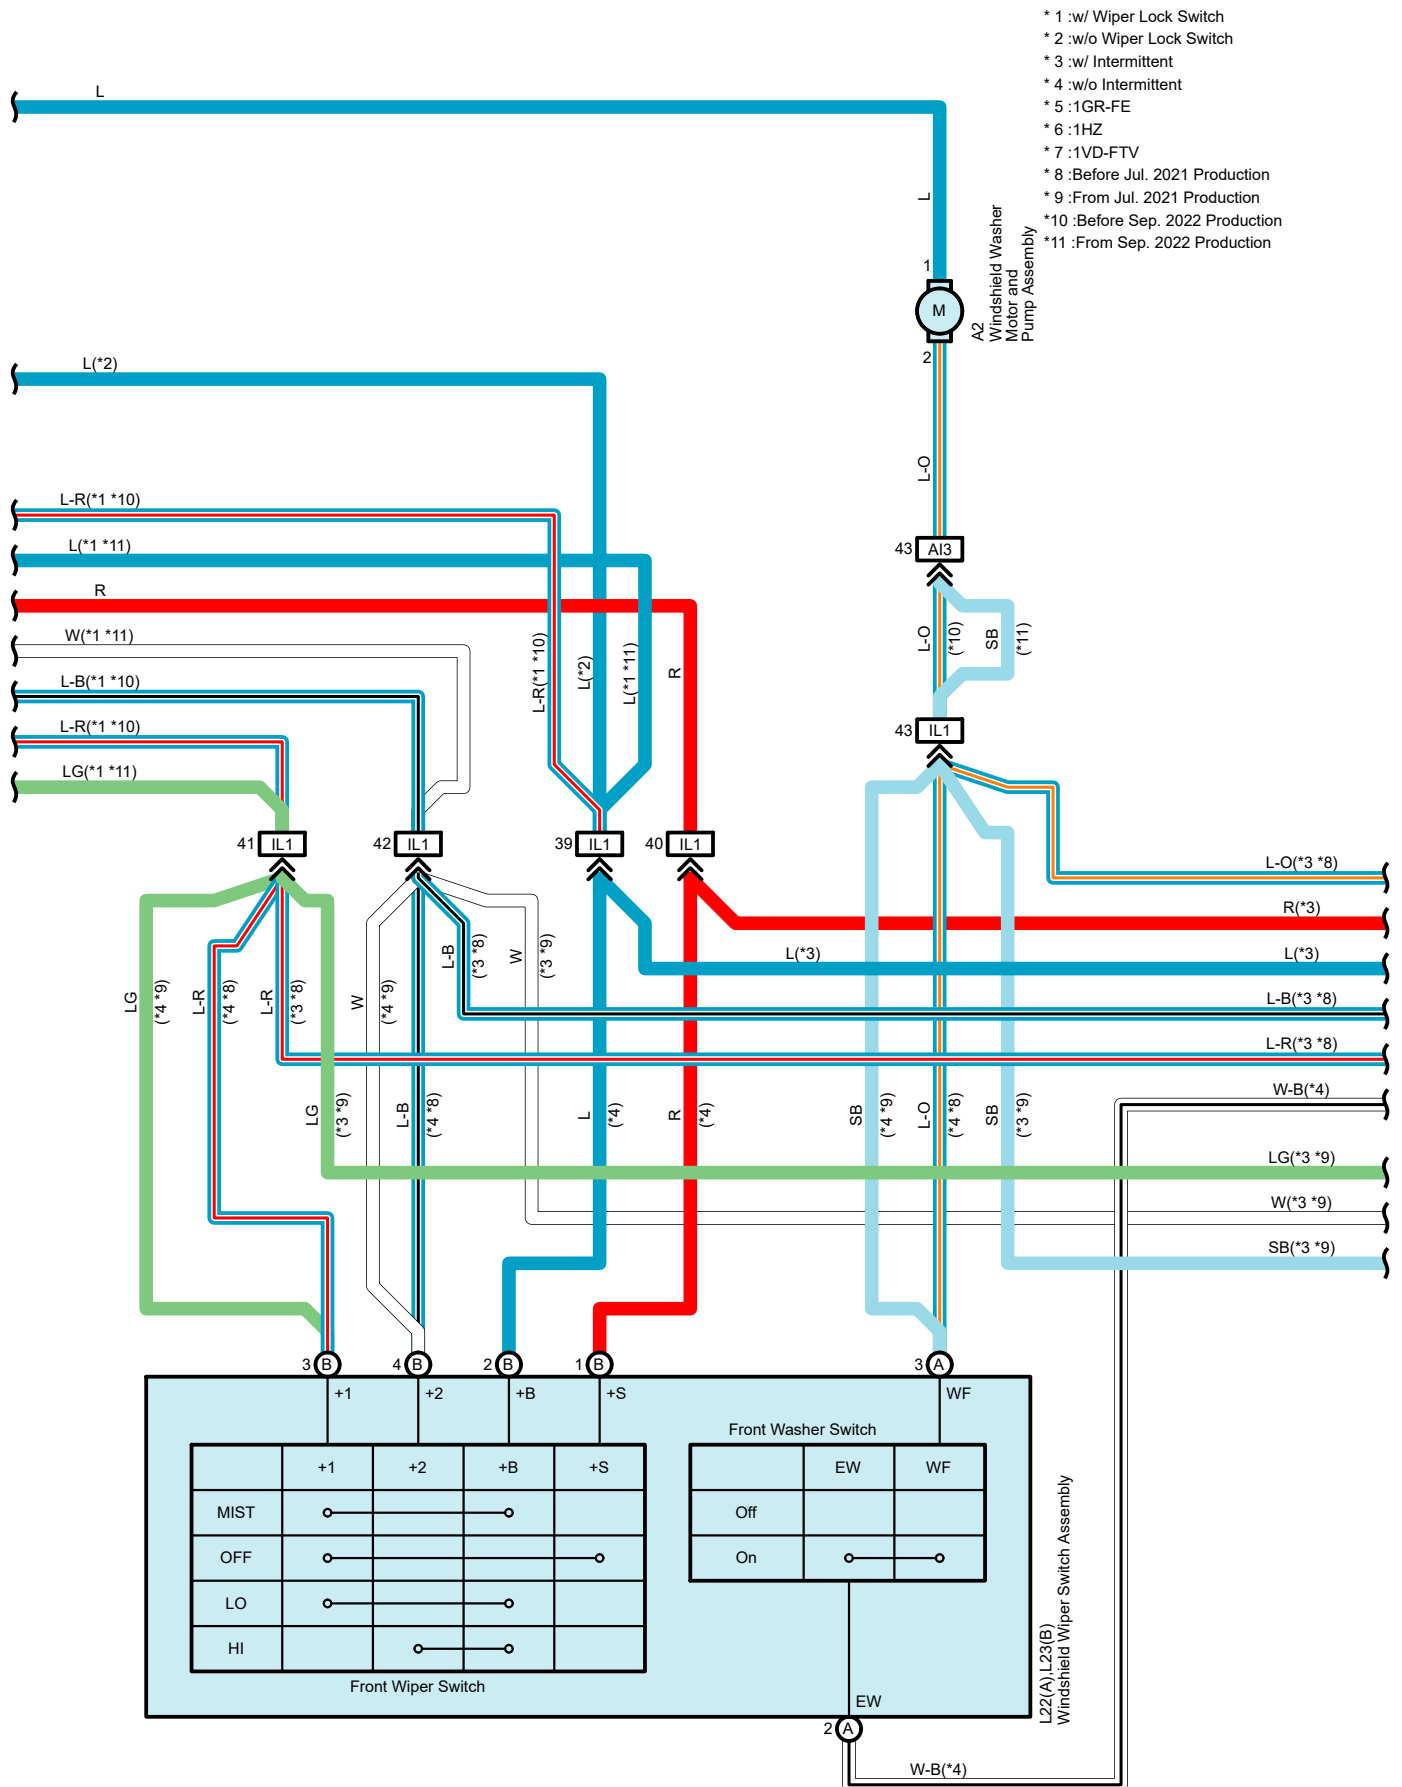 * 1 :w/ Wiper Lock Switch
* 2 :w/o Wiper Lock Switch
* 3 :w/ Intermittent
* 4 :w/o Intermittent
* 5 :1GR-FE
* 6 :1HZ
* 7 :1VD-FTV
* 8 :Before Jul. 2021 Production
* 9 :From Jul. 2021 Production
*10 :Before Sep. 2022 Production
*11 :From Sep. 2022 Production
L
L
1
M
2
A2
Windshield Washer
Motor and
Pump Assembly
L(*2)
L-O
L-R(*1 *10)
L(*1 *11)
R
W(*1 *11)
L-B(*1 *10)
L-R(*1 *10)
LG(*1 *11)
43 AI3
L-R(*1 *10)
L(*2)
L(*1 *11)
R
L-O
(*10)
SB
(*11)
43 IL1
41 IL1
42 IL1
39 IL1
40 IL1
L-O(*3 *8)
R(*3)
L(*3)
L(*3)
L-B(*3 *8)
L-R(*3 *8)
W-B(*4)
LG(*3 *9)
W(*3 *9)
SB(*3 *9)
LG
(*4 *9)
L-R
(*4 *8)
L-R
(*3 *8)
W
(*4 *9)
L-B
(*3 *8)
W
(*3 *9)
LG
(*3 *9)
L-B
(*4 *8)
L
(*4)
R
(*4)
SB
(*4 *9)
L-O
(*4 *8)
SB
(*3 *9)
3 B
4 B
2 B
1 B
3 A
+1
+2
+B
+S
WF
Front Washer Switch
+1 +2 +B +S
MIST
OFF
LO
HI
Front Wiper Switch
EW WF
Off
On
EW
2 A
L22(A),L23(B)
Windshield Wiper Switch Assembly
W-B(*4)